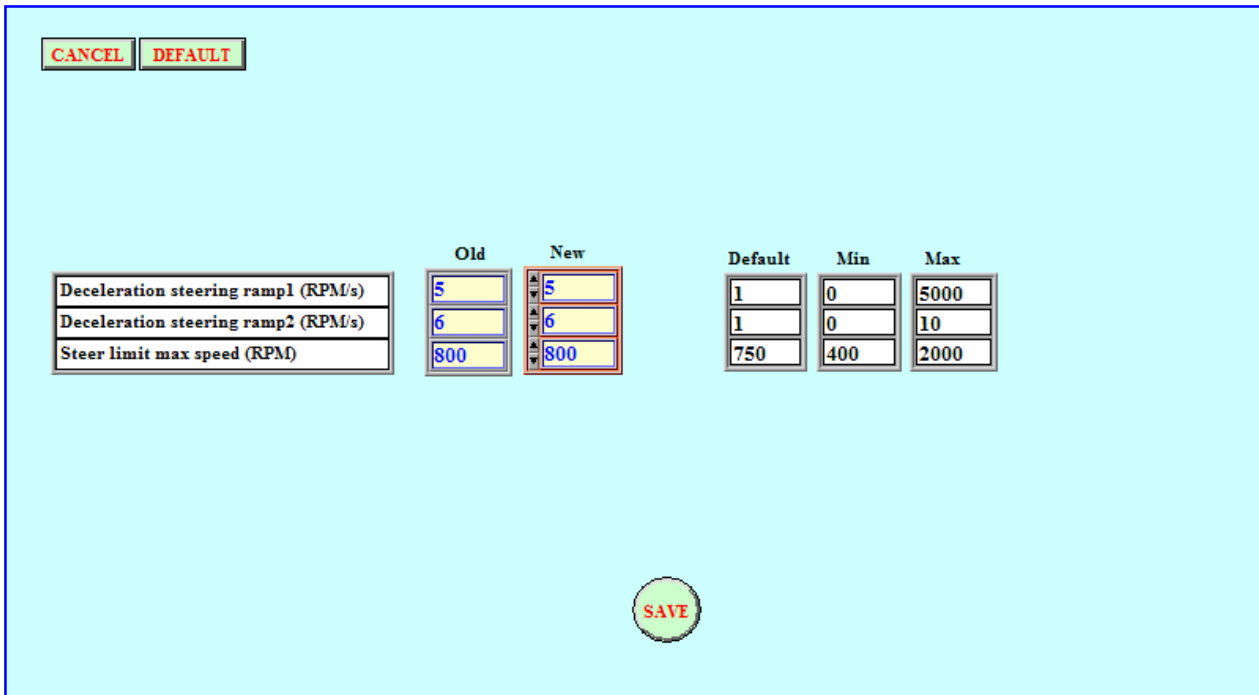 CANCEL DEFAULT
Old New Default Min Max
Deceleration steering ramp1 (RPM/s) 5 5 1 0 5000
Deceleration steering ramp2 (RPM/s) 6 6 1 0 10
Steer limit max speed (RPM) 800 800 750 400 2000
SAVE